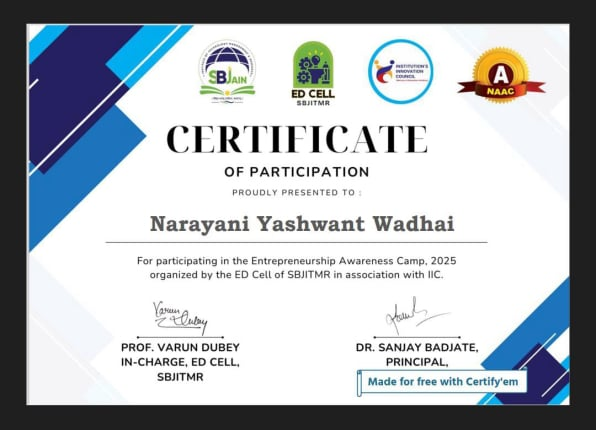 SBJAIN
ED CELL
SBJITMR
INSTITUTION'S
INNOVATION
COUNCIL
A
NAAC
CERTIFICATE
OF PARTICIPATION
PROUDLY PRESENTED TO :
Narayani Yashwant Wadhai
For participating in the Entrepreneurship Awareness Camp, 2025
organized by the ED Cell of SBJITMR in association with IIC.
Varun
Dubey
PROF. VARUN DUBEY
IN-CHARGE, ED CELL,
SBJITMR
DR. SANJAY BADJATE,
PRINCIPAL,
Made for free with Certify'em